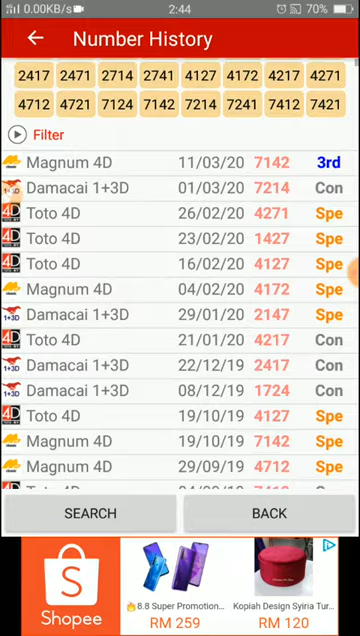 0.00KB/s 2:44 70%
Number History
2417 2471 2714 2741 4127 4172 4217 4271
4712 4721 7124 7142 7214 7241 7412 7421
Filter
Magnum 4D 11/03/20 7142 3rd
Damacai 1+3D 01/03/20 7214 Con
Toto 4D 26/02/20 4271 Spe
Toto 4D 23/02/20 1427 Spe
Toto 4D 16/02/20 4127 Spe
Magnum 4D 04/02/20 4172 Spe
Damacai 1+3D 29/01/20 2147 Spe
Toto 4D 21/01/20 4217 Con
Damacai 1+3D 22/12/19 2417 Con
Damacai 1+3D 08/12/19 1724 Con
Toto 4D 19/10/19 4127 Spe
Magnum 4D 19/10/19 7142 Spe
Magnum 4D 29/09/19 4712 Spe
SEARCH BACK
S
Shopee
8.8 Super Promotion... Kopiah Design Syiria Tur...
RM 259 RM 120